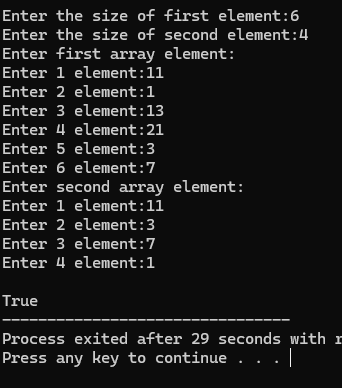 Enter the size of first element:6
Enter the size of second element:4
Enter first array element:
Enter 1 element:11
Enter 2 element:1
Enter 3 element:13
Enter 4 element:21
Enter 5 element:3
Enter 6 element:7
Enter second array element:
Enter 1 element:11
Enter 2 element:3
Enter 3 element:7
Enter 4 element:1
True
--------------------------------
Process exited after 29 seconds with
Press any key to continue . . .